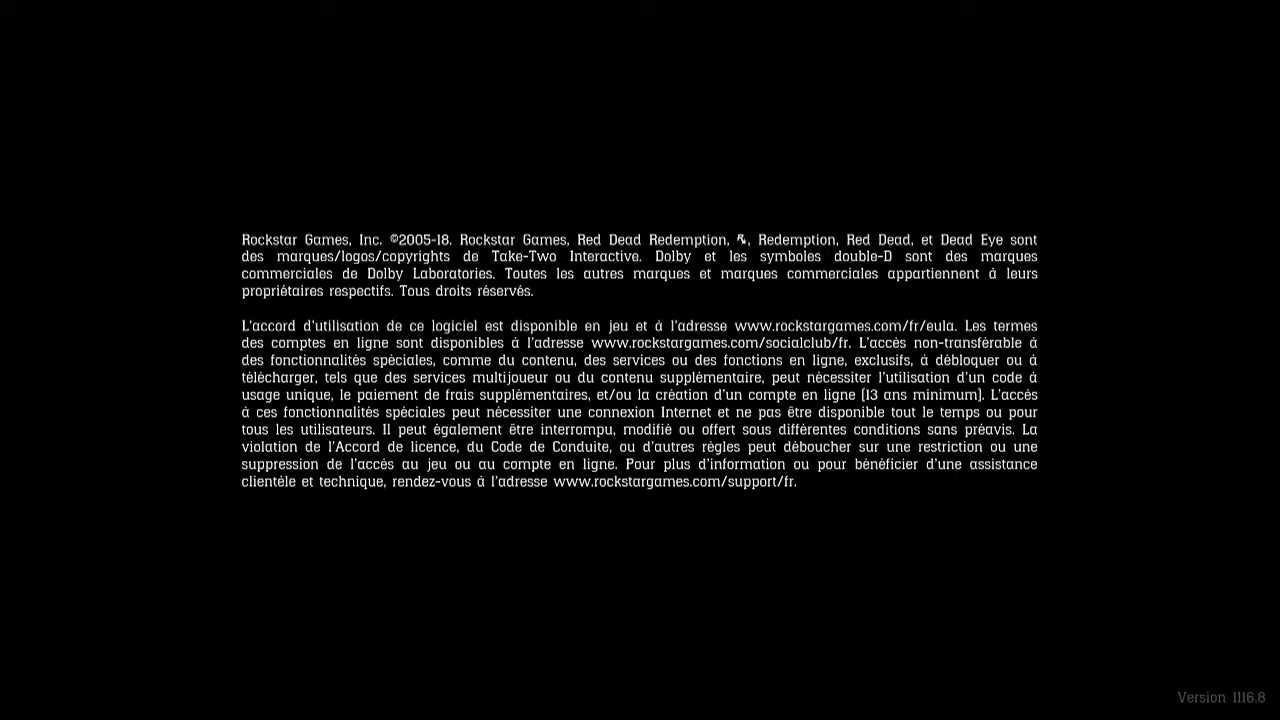 Rockstar Games, Inc. ©2005-18. Rockstar Games, Red Dead Redemption, R*, Redemption, Red Dead, et Dead Eye sont
des marques/logos/copyrights de Take-Two Interactive. Dolby et les symboles double-D sont des marques
commerciales de Dolby Laboratories. Toutes les autres marques et marques commerciales appartiennent à leurs
propriétaires respectifs. Tous droits réservés.
L'accord d'utilisation de ce logiciel est disponible en jeu et à l'adresse www.rockstargames.com/fr/eula. Les termes
des comptes en ligne sont disponibles à l'adresse www.rockstargames.com/socialclub/fr. L'accès non-transférable à
des fonctionnalités spéciales, comme du contenu, des services ou des fonctions en ligne, exclusifs, à débloquer ou à
télécharger, tels que des services multijoueur ou du contenu supplémentaire, peut nécessiter l'utilisation d'un code à
usage unique, le paiement de frais supplémentaires, et/ou la création d'un compte en ligne (13 ans minimum). L'accès
à ces fonctionnalités spéciales peut nécessiter une connexion Internet et ne pas être disponible tout le temps ou pour
tous les utilisateurs. Il peut également être interrompu, modifié ou offert sous différentes conditions sans préavis. La
violation de l'Accord de licence, du Code de Conduite, ou d'autres règles peut déboucher sur une restriction ou une
suppression de l'accès au jeu ou au compte en ligne. Pour plus d'information ou pour bénéficier d'une assistance
clientèle et technique, rendez-vous à l'adresse www.rockstargames.com/support/fr.
Version 1116.8